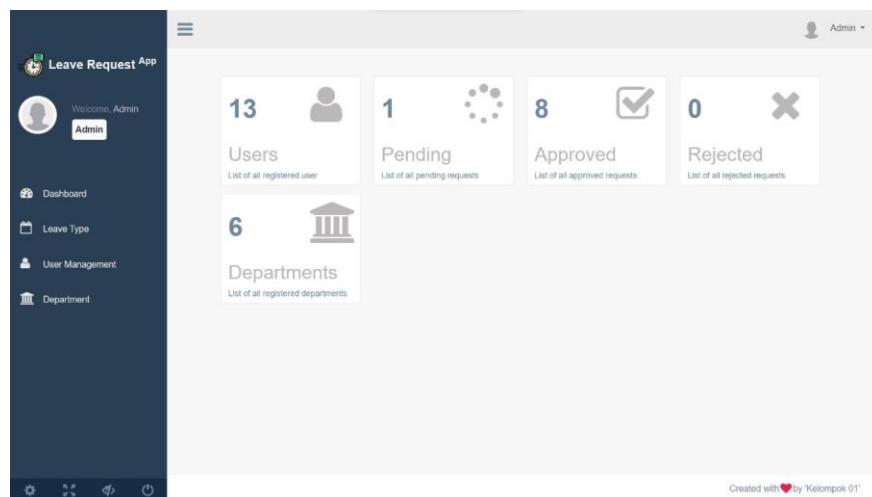 Leave Request App
Welcome, Admin
Admin
Dashboard
Leave Type
User Management
Department
Admin
13
Users
List of all registered user
1
Pending
List of all pending requests
8
Approved
List of all approved requests
0
Rejected
List of all rejected requests
6
Departments
List of all registered departments
Created with by 'Kelompok 01'